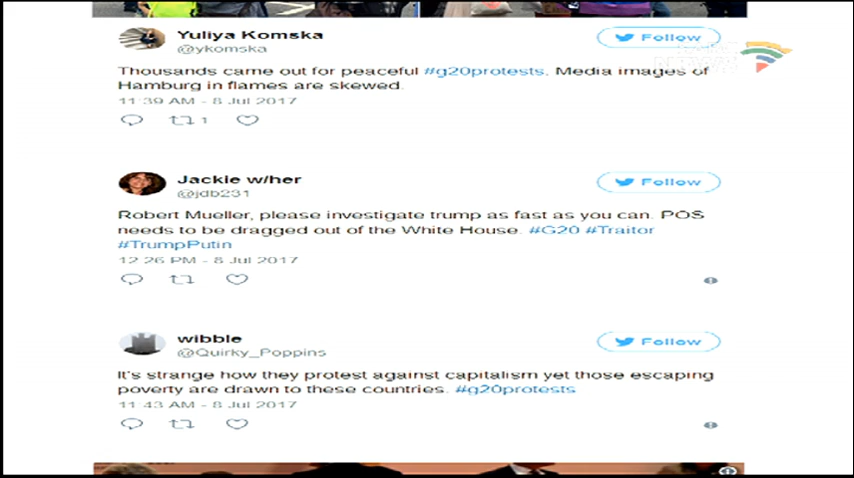 Yuliya Komska
@ykomska
Follow
Thousands came out for peaceful #g20protests. Media images of
Hamburg in flames are skewed.
11:39 AM - 8 Jul 2017
1
Jackie w/her
@jdb231
Follow
Robert Mueller, please investigate trump as fast as you can. POS
needs to be dragged out of the White House. #G20 #Traitor
#TrumpPutin
12:26 PM - 8 Jul 2017
wibble
@Quirky_Poppins
Follow
It's strange how they protest against capitalism yet those escaping
poverty are drawn to these countries. #g20protests
11:43 AM - 8 Jul 2017